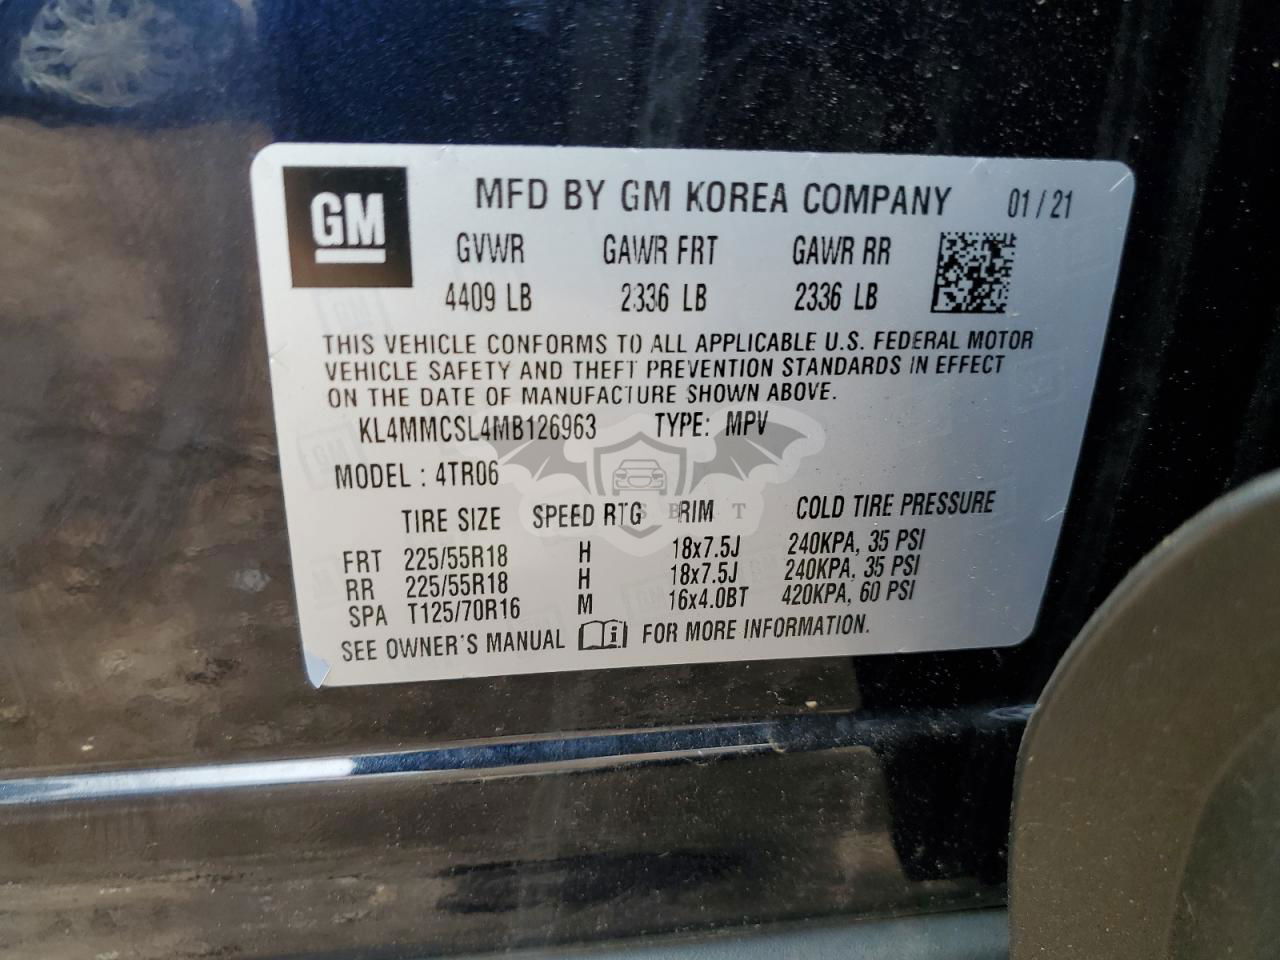 GM MFD BY GM KOREA COMPANY 01/21
GVWR GAWR FRT GAWR RR
4409 LB 2336 LB 2336 LB
THIS VEHICLE CONFORMS TO ALL APPLICABLE U.S. FEDERAL MOTOR
VEHICLE SAFETY AND THEFT PREVENTION STANDARDS IN EFFECT
ON THE DATE OF MANUFACTURE SHOWN ABOVE.
KL4MMCSL4MB126963 TYPE: MPV
MODEL : 4TR06
TIRE SIZE SPEED RTG RIM COLD TIRE PRESSURE
FRT 225/55R18 H 18x7.5J 240KPA, 35 PSI
RR 225/55R18 H 18x7.5J 240KPA, 35 PSI
SPA T125/70R16 M 16x4.0BT 420KPA, 60 PSI
SEE OWNER'S MANUAL i FOR MORE INFORMATION.